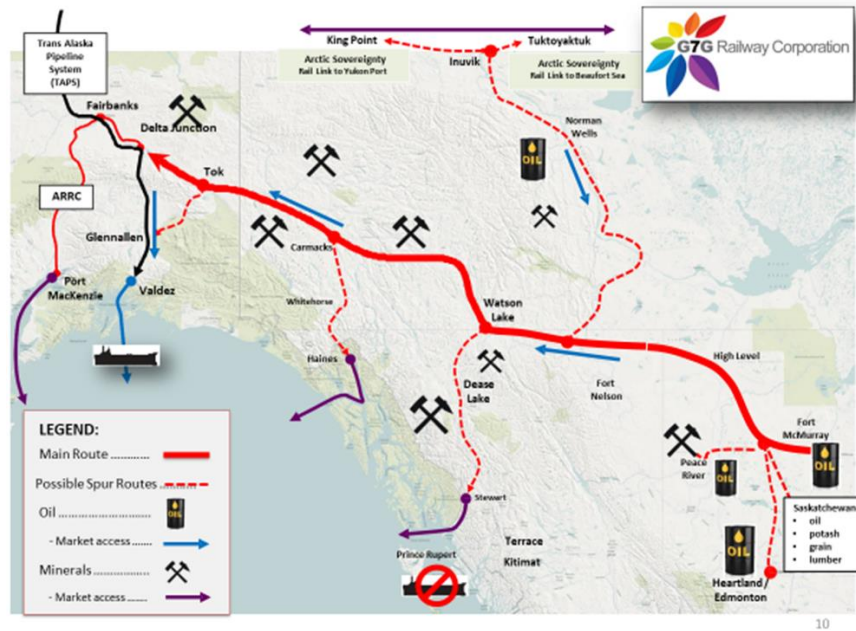 Trans Alaska
Pipeline
System
(TAPS)
King Point
Tuktoyaktuk
Inuvik
Arctic Sovereignty
Rail Link to Yukon Port
Arctic Sovereignty
Rail Link to Beaufort Sea
G7G Railway Corporation
Fairbanks
Delta Junction
Norman
Wells
OIL
Tok
ARRC
Glennallen
Carmacks
Port
MacKenzie
Valdez
Whitehorse
Watson
Lake
Haines
Dease
Lake
Fort
Nelson
High Level
Fort
McMurray
OIL
Peace
River
OIL
Stewart
Saskatchewan
• oil
• potash
• grain
• lumber
OIL
Heartland/
Edmonton
Terrace
Kitimat
Prince Rupert
LEGEND:
Main Route ............
Possible Spur Routes ...
Oil ............................
OIL
- Market access .......
Minerals ..................
- Market access .......
10